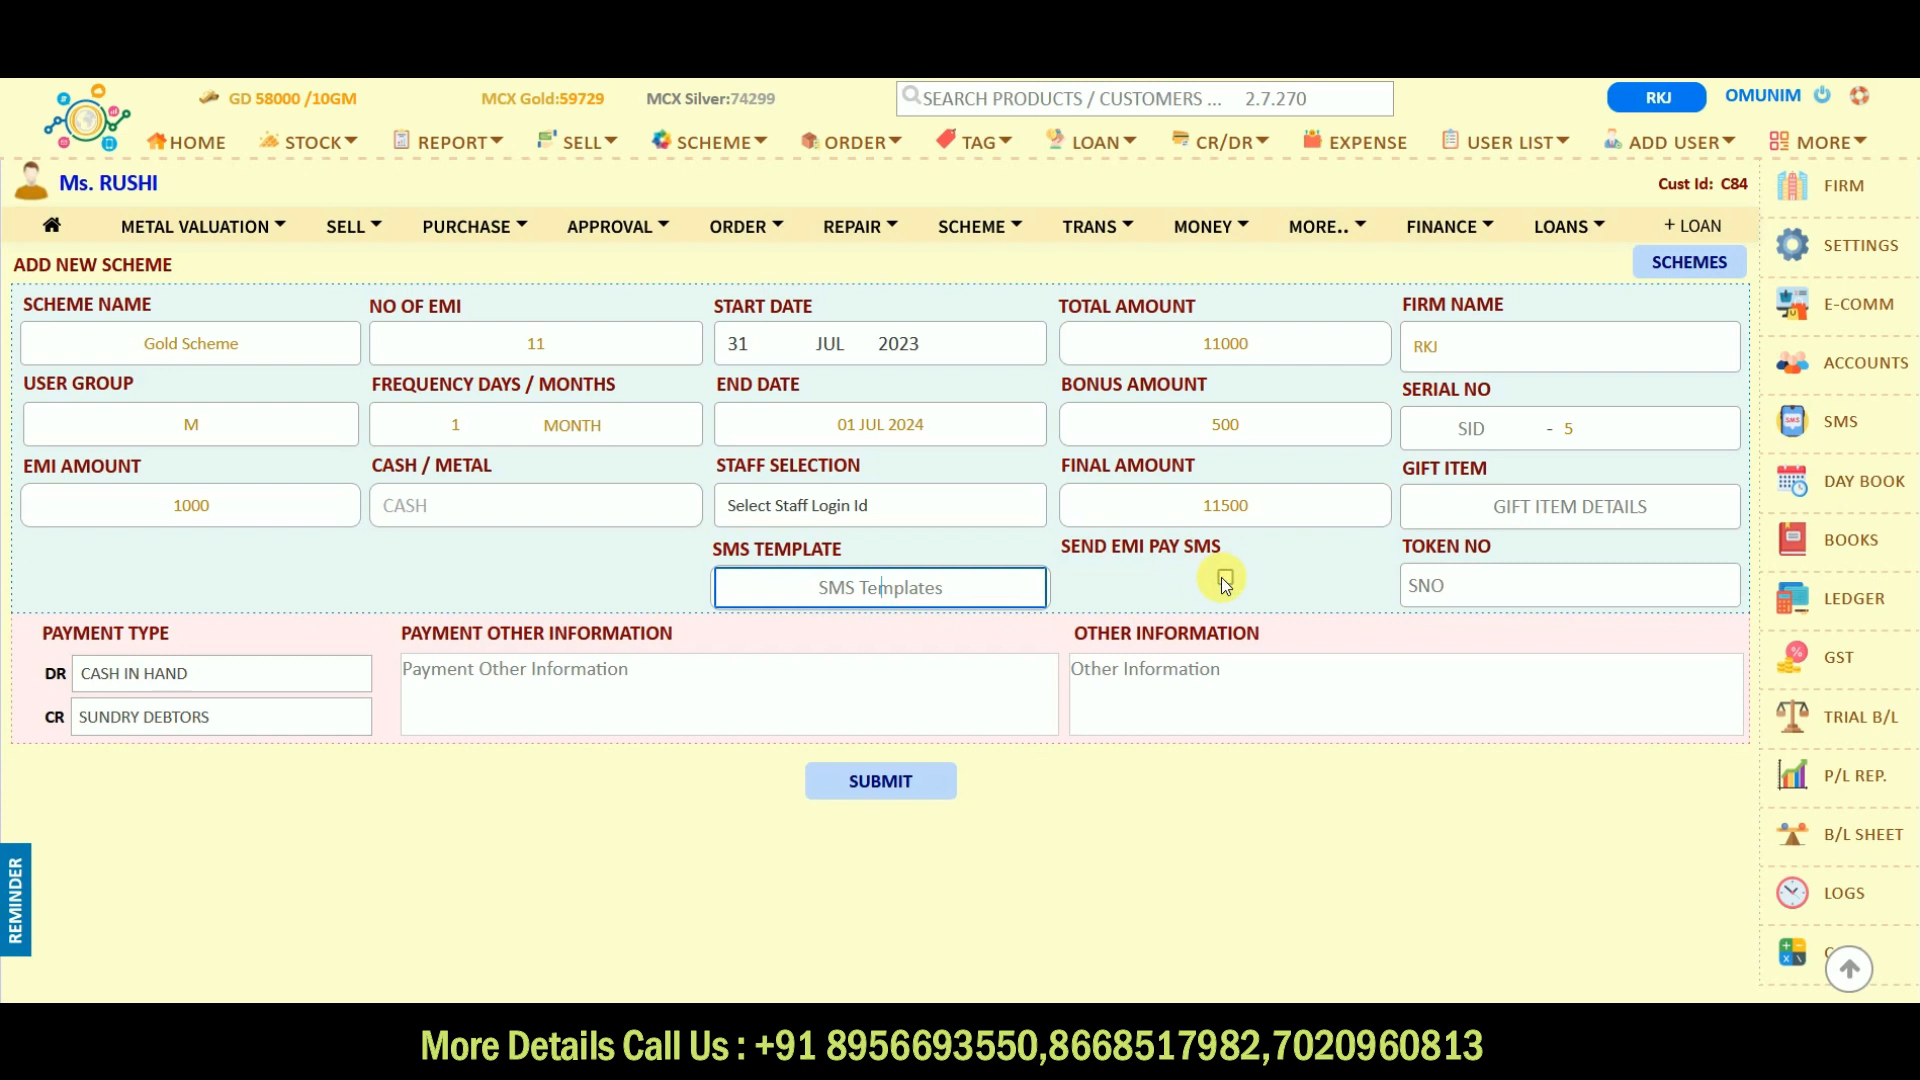 GD 58000 /10GM MCX Gold:59729 MCX Silver:74299 SEARCH PRODUCTS / CUSTOMERS ... 2.7.270 RKJ OMUNIM
HOME STOCK REPORT SELL SCHEME ORDER TAG LOAN CR/DR EXPENSE USER LIST ADD USER MORE
Ms. RUSHI Cust Id: C84
METAL VALUATION SELL PURCHASE APPROVAL ORDER REPAIR SCHEME TRANS MONEY MORE.. FINANCE LOANS + LOAN
ADD NEW SCHEME SCHEMES
SCHEME NAME NO OF EMI START DATE TOTAL AMOUNT FIRM NAME
Gold Scheme 11 31 JUL 2023 11000 RKJ
USER GROUP FREQUENCY DAYS / MONTHS END DATE BONUS AMOUNT SERIAL NO
M 1 MONTH 01 JUL 2024 500 SID - 5
EMI AMOUNT CASH / METAL STAFF SELECTION FINAL AMOUNT GIFT ITEM
1000 CASH Select Staff Login Id 11500 GIFT ITEM DETAILS
SMS TEMPLATE SEND EMI PAY SMS TOKEN NO
SMS Templates SNO
PAYMENT TYPE PAYMENT OTHER INFORMATION OTHER INFORMATION
DR CASH IN HAND Payment Other Information Other Information
CR SUNDRY DEBTORS
SUBMIT
REMINDER
FIRM
SETTINGS
E-COMM
ACCOUNTS
SMS
DAY BOOK
BOOKS
LEDGER
GST
TRIAL B/L
P/L REP.
B/L SHEET
LOGS
More Details Call Us : +91 8956693550,8668517982,7020960813